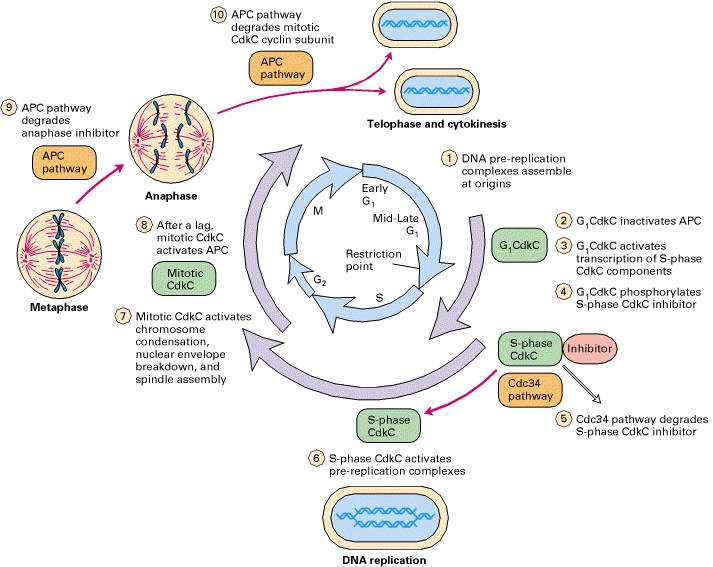 10 APC pathway
degrades mitotic
CdkC cyclin subunit
APC
pathway
Telophase and cytokinesis
9 APC pathway
degrades
anaphase inhibitor
APC
pathway
Anaphase
Metaphase
1 DNA pre-replication
complexes assemble
at origins
G1CdkC
2 G1CdkC inactivates APC
3 G1CdkC activates
transcription of S-phase
CdkC components
4 G1CdkC phosphorylates
S-phase CdkC inhibitor
Early
G1
Mid-Late
G1
Restriction
point
S
G2
M
8 After a lag,
mitotic CdkC
activates APC
Mitotic
CdkC
7 Mitotic CdkC activates
chromosome
condensation,
nuclear envelope
breakdown, and
spindle assembly
S-phase
CdkC
Inhibitor
Cdc34
pathway
5 Cdc34 pathway degrades
S-phase CdkC inhibitor
S-phase
CdkC
6 S-phase CdkC activates
pre-replication complexes
DNA replication